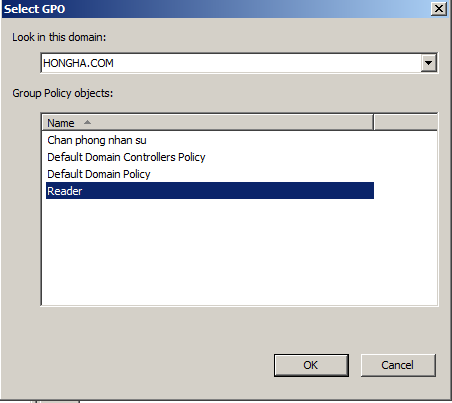 Select GPO
Look in this domain:
HONGHA.COM
Group Policy objects:
Name
Chan phong nhan su
Default Domain Controllers Policy
Default Domain Policy
Reader
OK Cancel